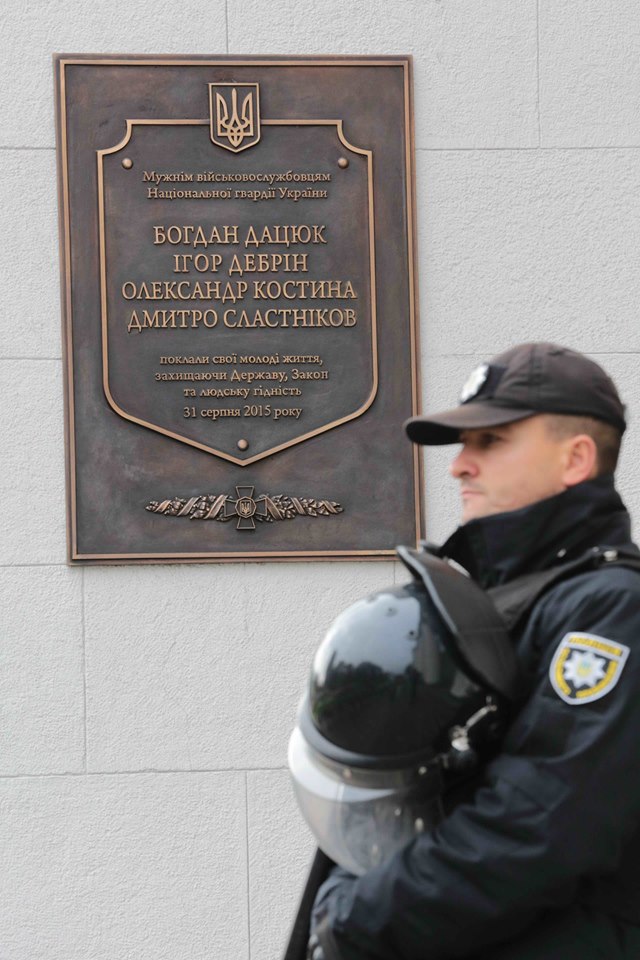 Мужнім військовослужбовцям
Національної гвардії України
БОГДАН ДАЦЮК
ІГОР ДЕБРІН
ОЛЕКСАНДР КОСТИНА
ДМИТРО СЛАСТНІКОВ
поклали свої молоді життя,
захищаючи Державу, Закон
та людську гідність
31 серпня 2015 року